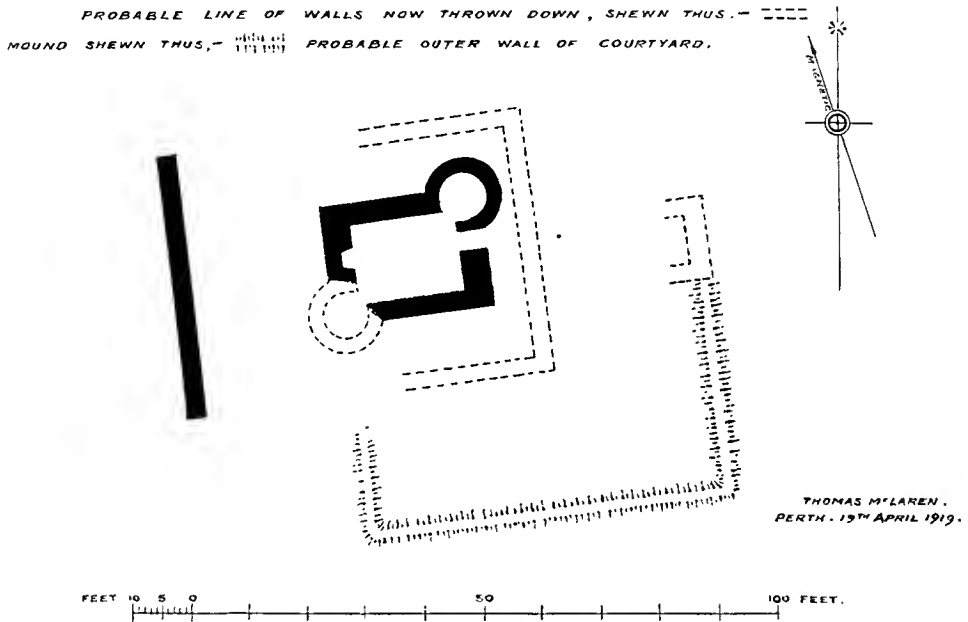 PROBABLE LINE OF WALLS NOW THROWN DOWN, SHEWN THUS.-
MOUND SHEWN THUS,- PROBABLE OUTER WALL OF COURTYARD.
MAGNETIC
THOMAS McLAREN.
PERTH. 19TH APRIL 1919.
FEET 10 5 0 50 100 FEET.